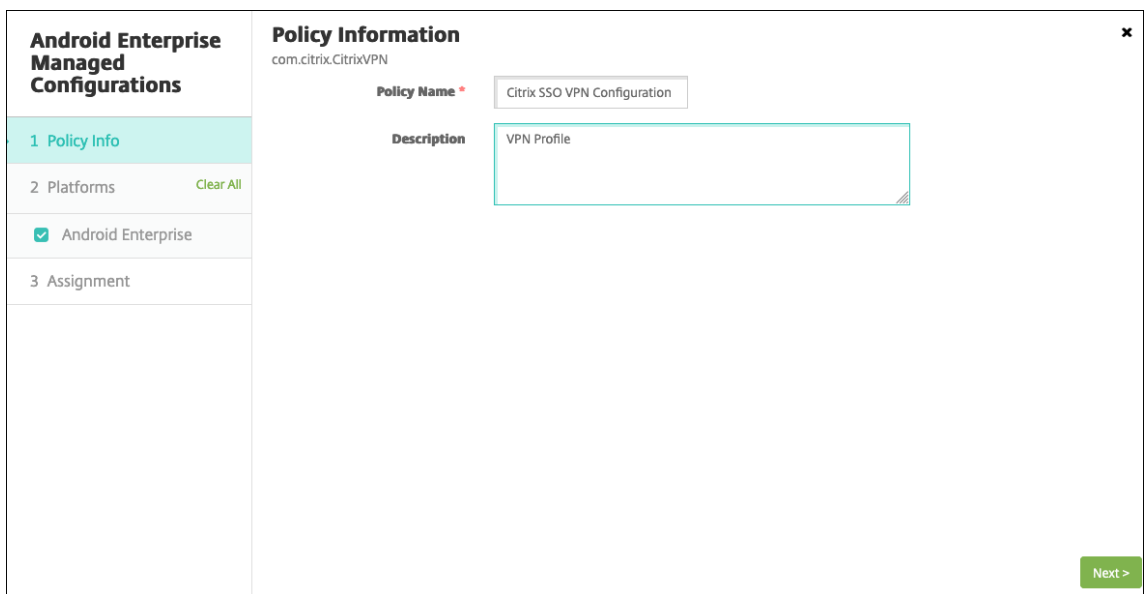 Android Enterprise
Managed
Configurations
1 Policy Info
2 Platforms
Clear All
Android Enterprise
3 Assignment
Policy Information
com.citrix.CitrixVPN
Policy Name *
Citrix SSO VPN Configuration
Description
VPN Profile
Next >